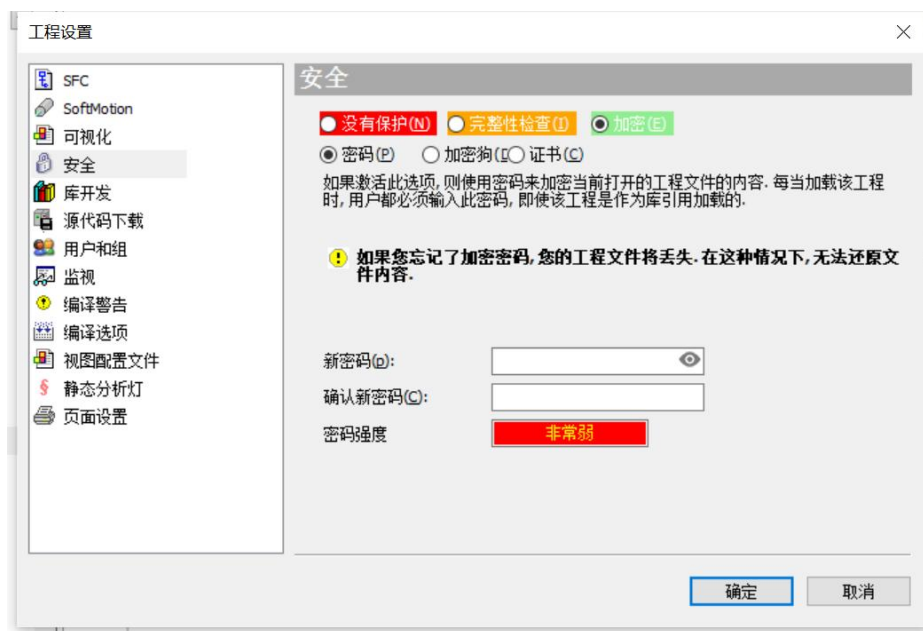 工程设置
SFC
SoftMotion
可视化
安全
库开发
源代码下载
用户和组
监视
编译警告
编译选项
视图配置文件
静态分析灯
页面设置
安全
没有保护(N) 完整性检查(I) 加密(E)
密码(P) 加密狗(D 证书(C)
如果激活此选项, 则使用密码来加密当前打开的工程文件的内容. 每当加载该工程
时, 用户都必须输入此密码, 即使该工程是作为库引用加载的.
如果您忘记了加密密码, 您的工程文件将丢失. 在这种情况下, 无法还原文
件内容.
新密码(p):
确认新密码(C):
密码强度 非常弱
确定 取消